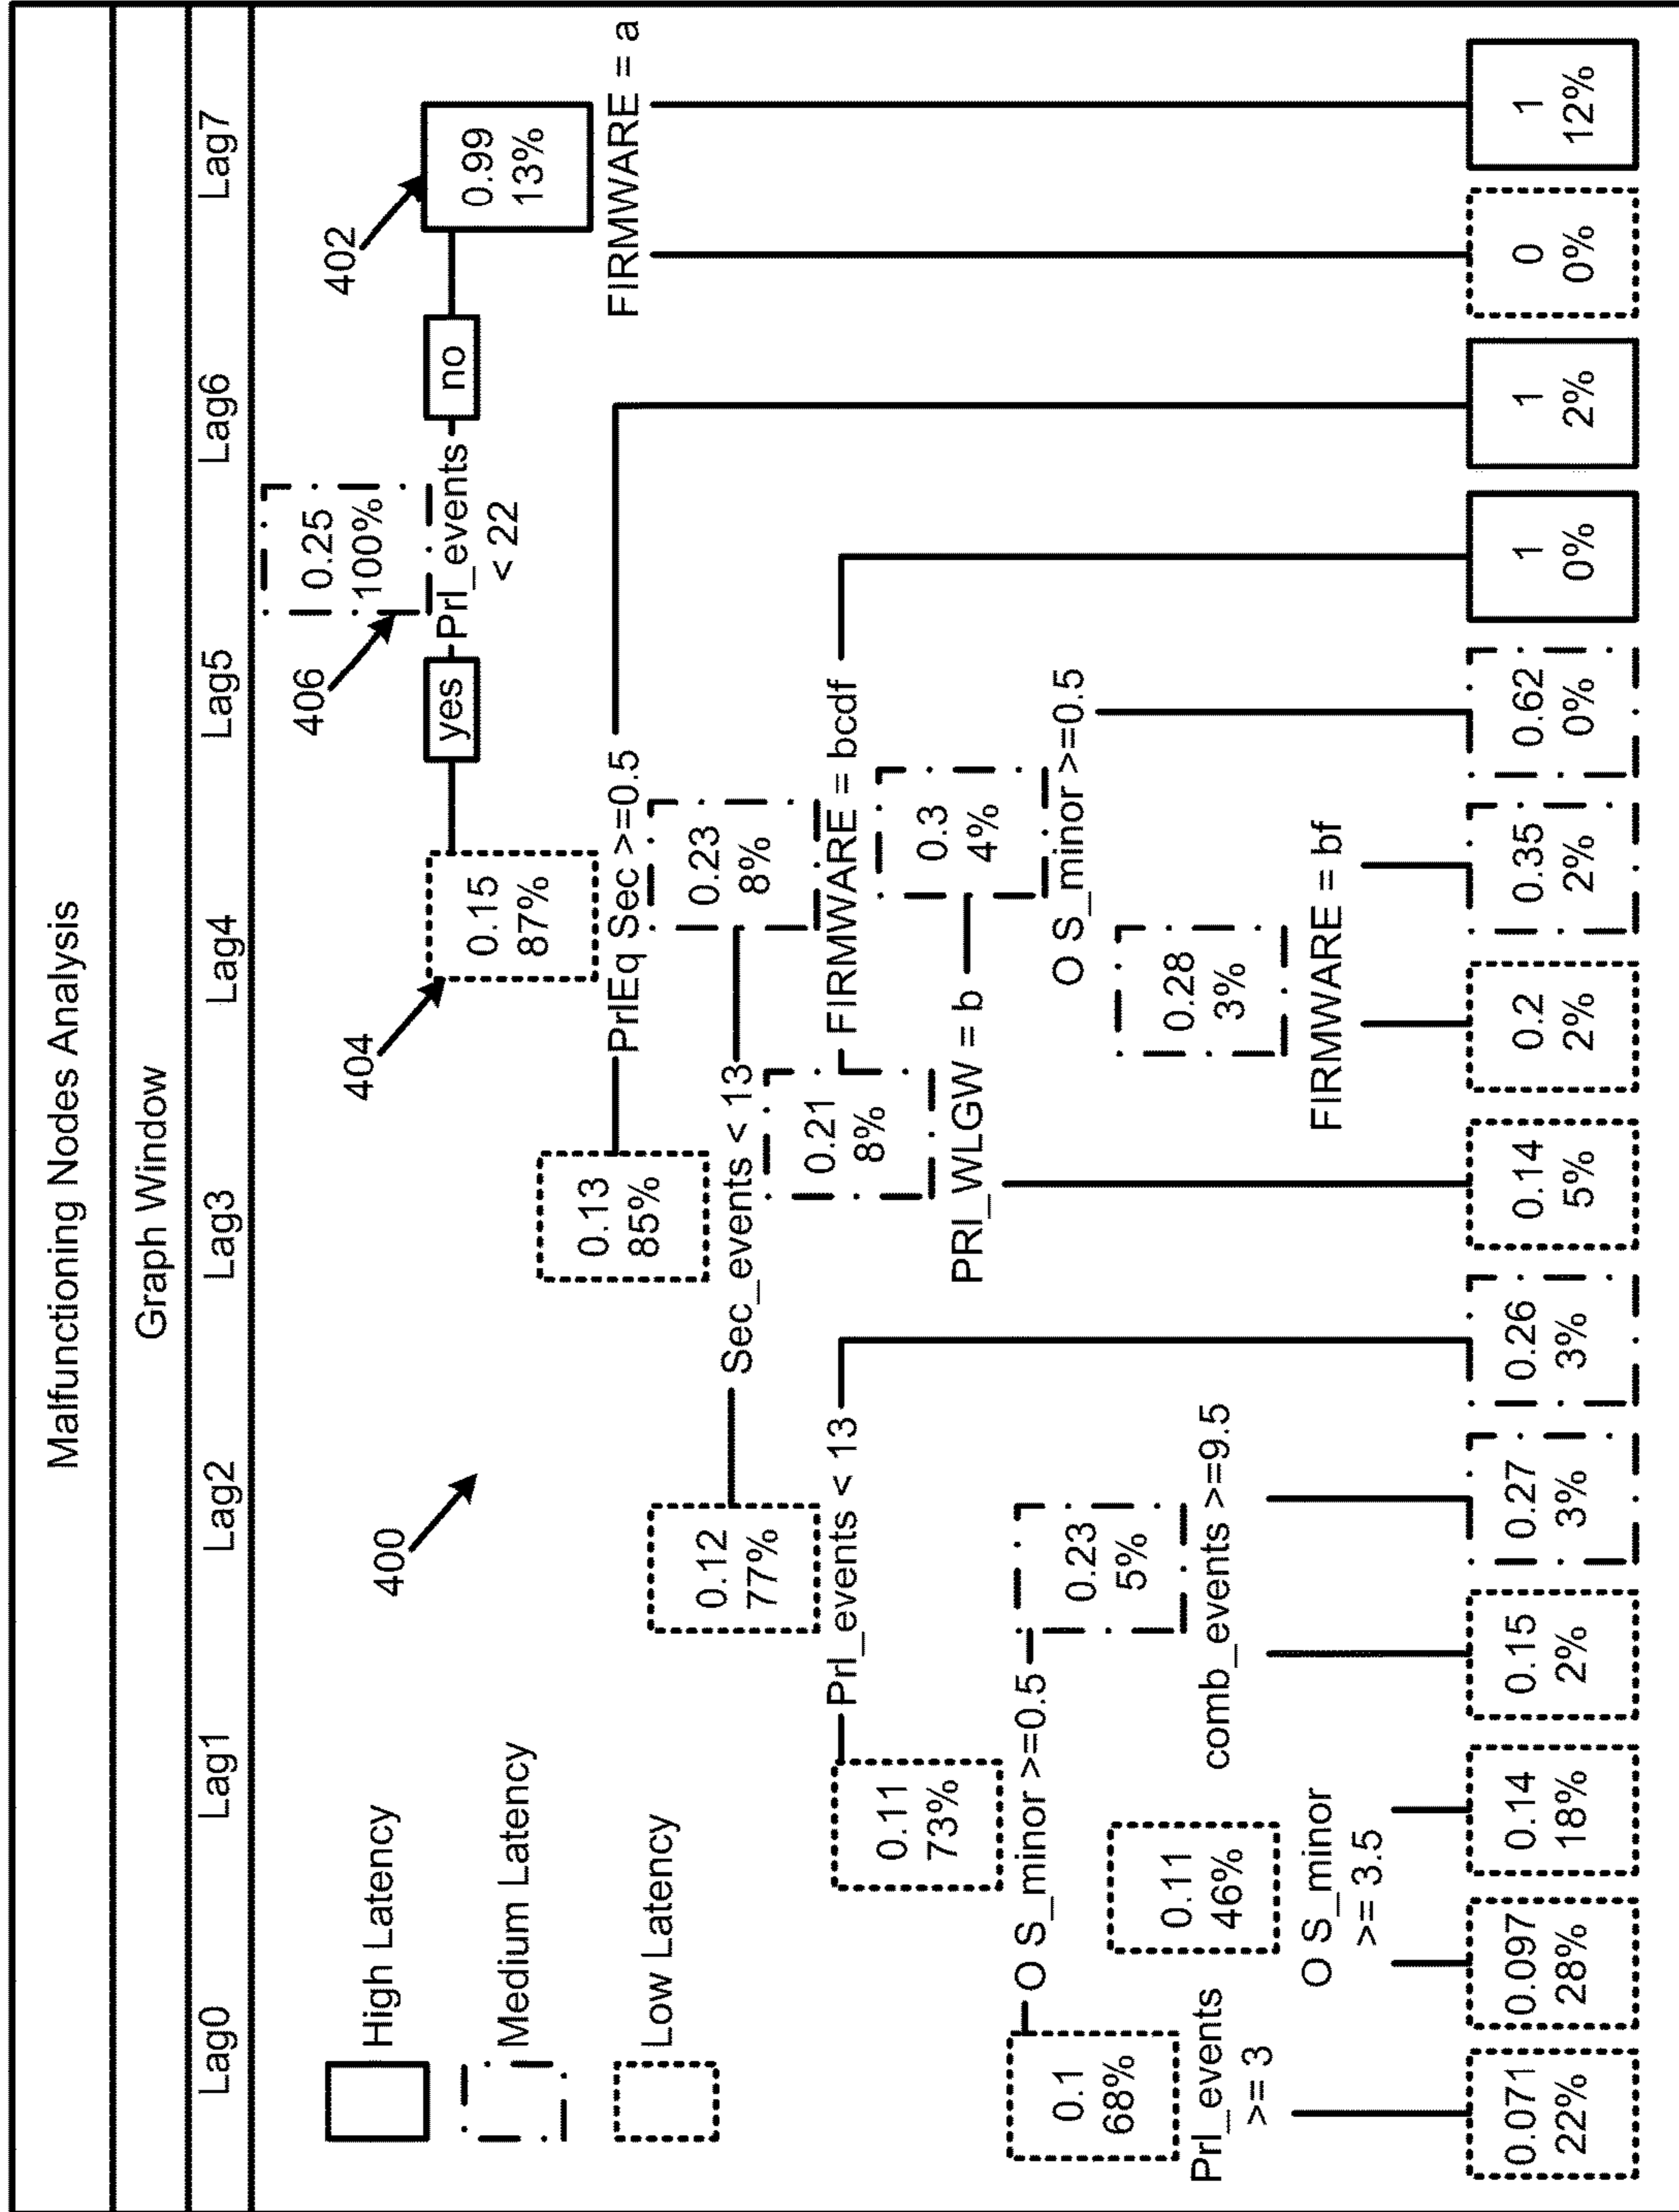 Malfunctioning Nodes Analysis
Graph Window
Lag0 Lag1 Lag2 Lag3 Lag4 Lag5 Lag6 Lag7
High Latency
Medium Latency
Low Latency
400
406
0.25
100%
402
404
yes
PrI_events
< 22
no
0.15
87%
0.99
13%
PrIEq Sec >=0.5
FIRMWARE = a
0.13
85%
0.12
77%
Sec_events < 13
0.23
8%
PrI_events < 13
0.21
8%
FIRMWARE = bcdf
0.11
73%
PRI_WLGW = b
0.3
4%
O S_minor >=0.5
0.23
5%
O S_minor >=0.5
0.1
68%
0.11
46%
comb_events >=9.5
0.28
3%
PrI_events
>= 3
O S_minor
>= 3.5
FIRMWARE = bf
0.071
22%
0.097
28%
0.14
18%
0.15
2%
0.27
3%
0.26
3%
0.14
5%
0.2
2%
0.35
2%
0.62
0%
1
0%
1
2%
0
0%
1
12%